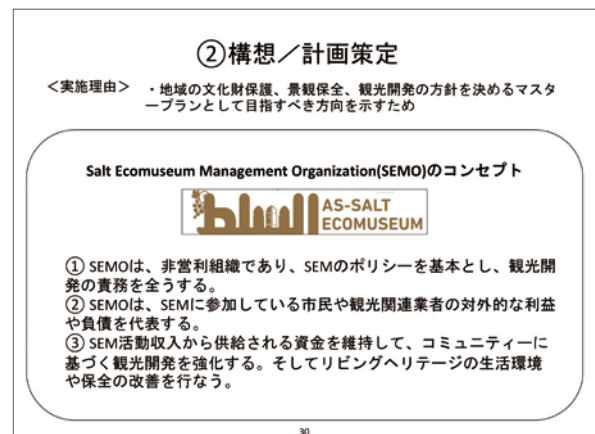 ②構想／計画策定
＜実施理由＞ ・地域の文化財保護、景観保全、観光開発の方針を決めるマスタ
ープランとして目指すべき方向を示すため
Salt Ecomuseum Management Organization(SEMO)のコンセプト
السلط AS-SALT
ECOMUSEUM
① SEMOは、非営利組織であり、SEMのポリシーを基本とし、観光開
発の責務を全うする。
② SEMOは、SEMに参加している市民や観光関連業者の対外的な利益
や負債を代表する。
③ SEM活動収入から供給される資金を維持して、コミュニティーに
基づく観光開発を強化する。そしてリビングヘリテージの生活環境
や保全の改善を行なう。
30